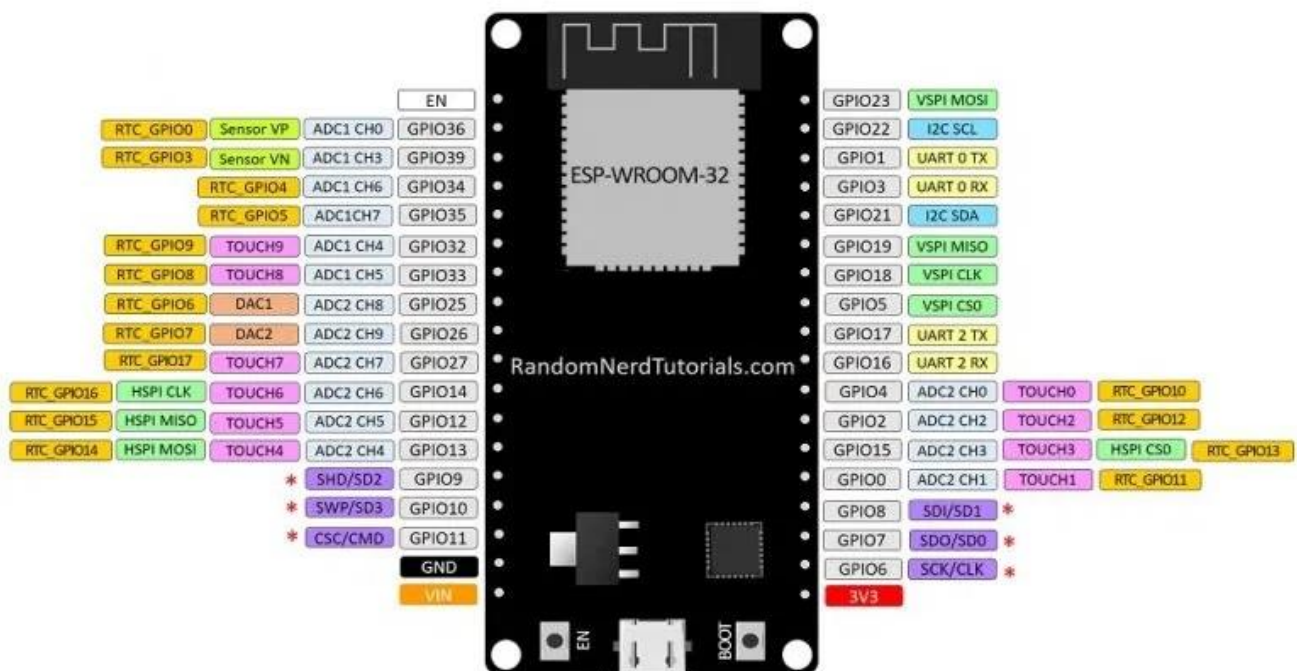 EN GPIO23 VSPI MOSI
RTC_GPIO0 Sensor VP ADC1 CH0 GPIO36 GPIO22 I2C SCL
RTC_GPIO3 Sensor VN ADC1 CH3 GPIO39 GPIO1 UART 0 TX
RTC_GPIO4 ADC1 CH6 GPIO34 ESP-WROOM-32 GPIO3 UART 0 RX
RTC_GPIO5 ADC1CH7 GPIO35 GPIO21 I2C SDA
RTC_GPIO9 TOUCH9 ADC1 CH4 GPIO32 GPIO19 VSPI MISO
RTC_GPIO8 TOUCH8 ADC1 CH5 GPIO33 GPIO18 VSPI CLK
RTC_GPIO6 DAC1 ADC2 CH8 GPIO25 GPIO5 VSPI CS0
RTC_GPIO7 DAC2 ADC2 CH9 GPIO26 GPIO17 UART 2 TX
RTC_GPIO17 TOUCH7 ADC2 CH7 GPIO27 RandomNerdTutorials.com GPIO16 UART 2 RX
RTC_GPIO16 HSPI CLK TOUCH6 ADC2 CH6 GPIO14 GPIO4 ADC2 CH0 TOUCH0 RTC_GPIO10
RTC_GPIO15 HSPI MISO TOUCH5 ADC2 CH5 GPIO12 GPIO2 ADC2 CH2 TOUCH2 RTC_GPIO12
RTC_GPIO14 HSPI MOSI TOUCH4 ADC2 CH4 GPIO13 GPIO15 ADC2 CH3 TOUCH3 HSPI CS0 RTC_GPIO13
* SHD/SD2 GPIO9 GPIO0 ADC2 CH1 TOUCH1 RTC_GPIO11
* SWP/SD3 GPIO10 GPIO8 SDI/SD1 *
* CSC/CMD GPIO11 GPIO7 SDO/SD0 *
GND GPIO6 SCK/CLK *
VIN 3V3
EN BOOT